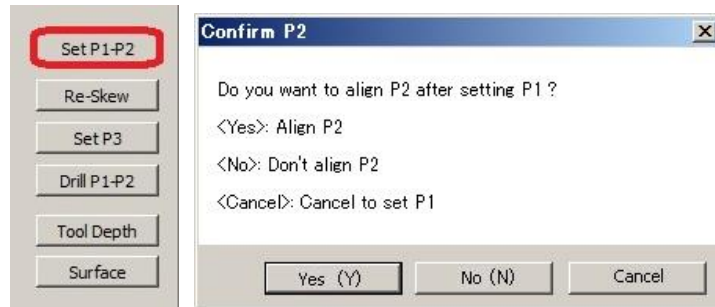 Set P1-P2
Re-Skew
Set P3
Drill P1-P2
Tool Depth
Surface
Confirm P2
Do you want to align P2 after setting P1 ?
<Yes>: Align P2
<No>: Don't align P2
<Cancel>: Cancel to set P1
Yes (Y) No (N) Cancel